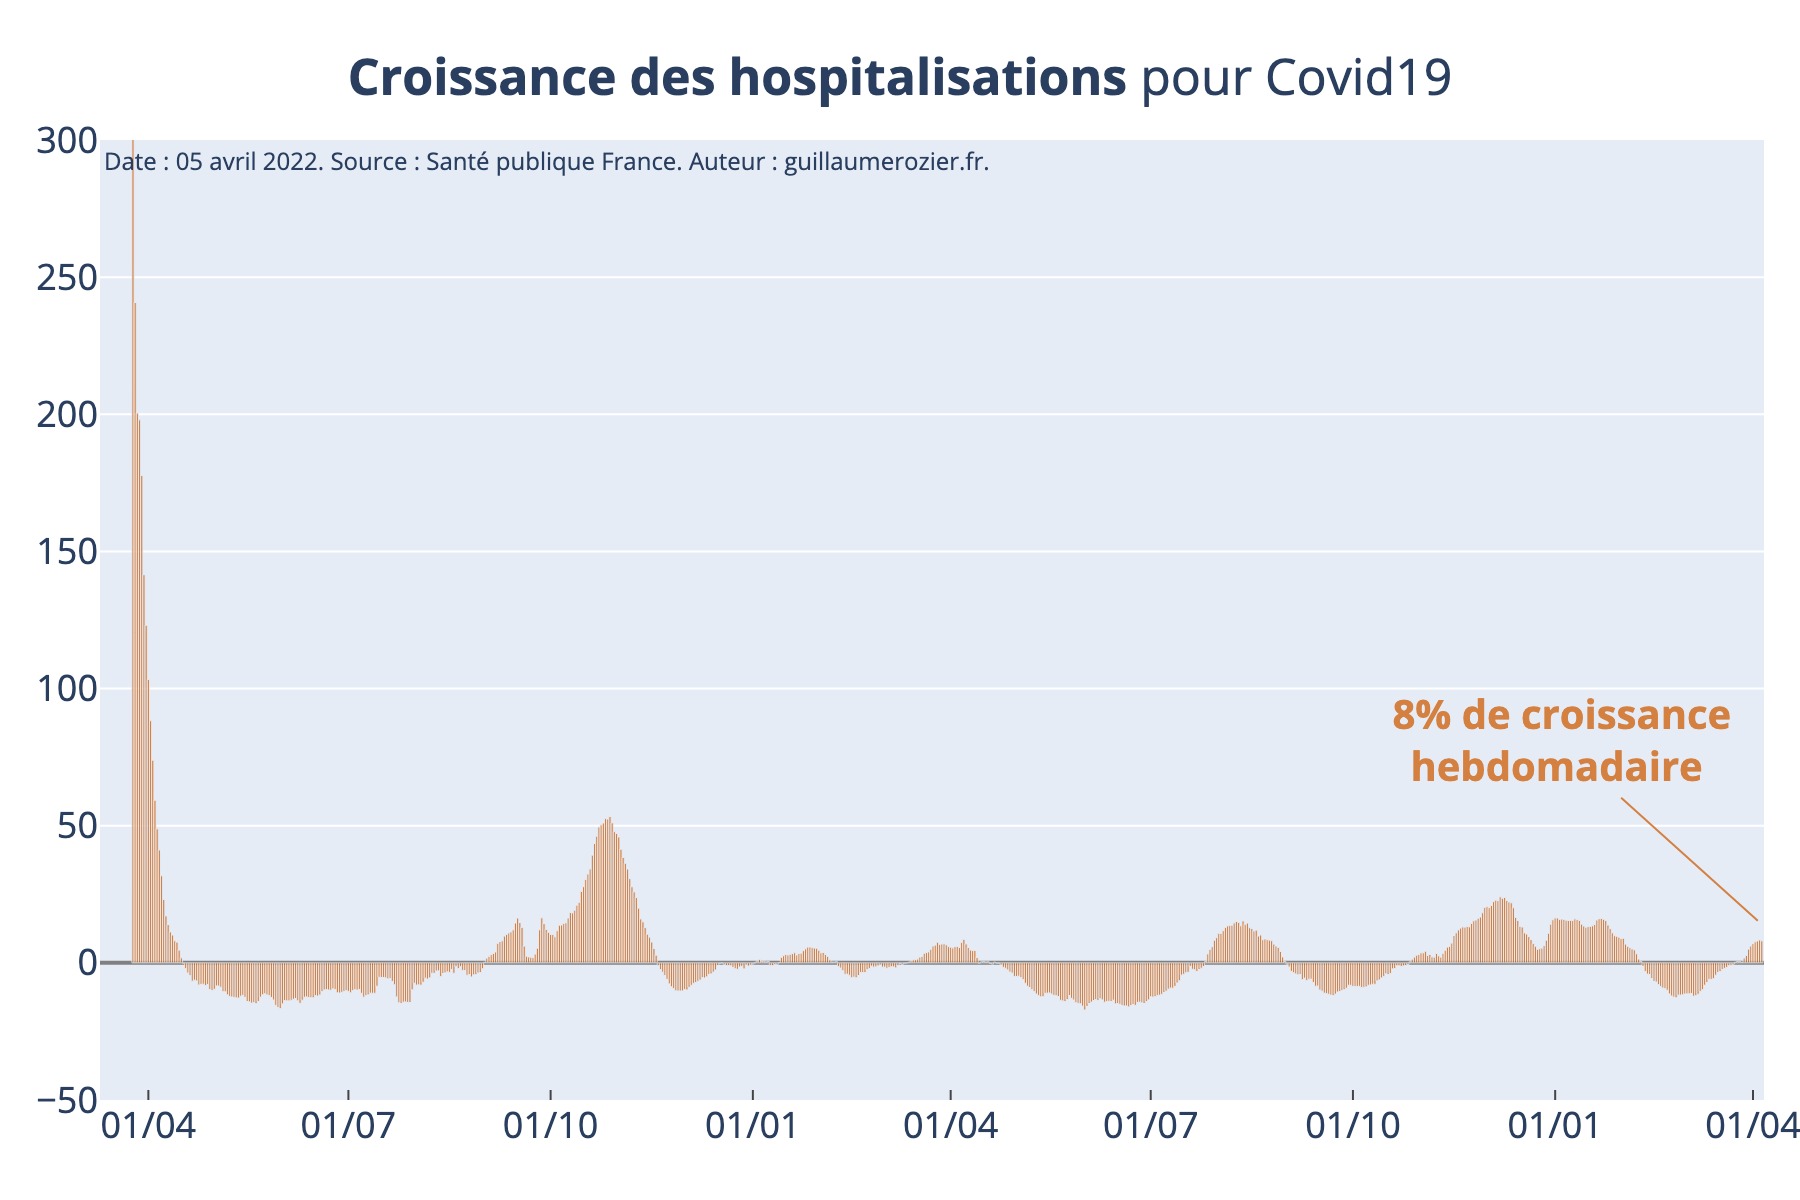 Croissance des hospitalisations pour Covid19
300
Date : 05 avril 2022. Source : Santé publique France. Auteur : guillaumerozier.fr.
250
200
150
100
8% de croissance
hebdomadaire
50
0
−50
01/04 01/07 01/10 01/01 01/04 01/07 01/10 01/01 01/04